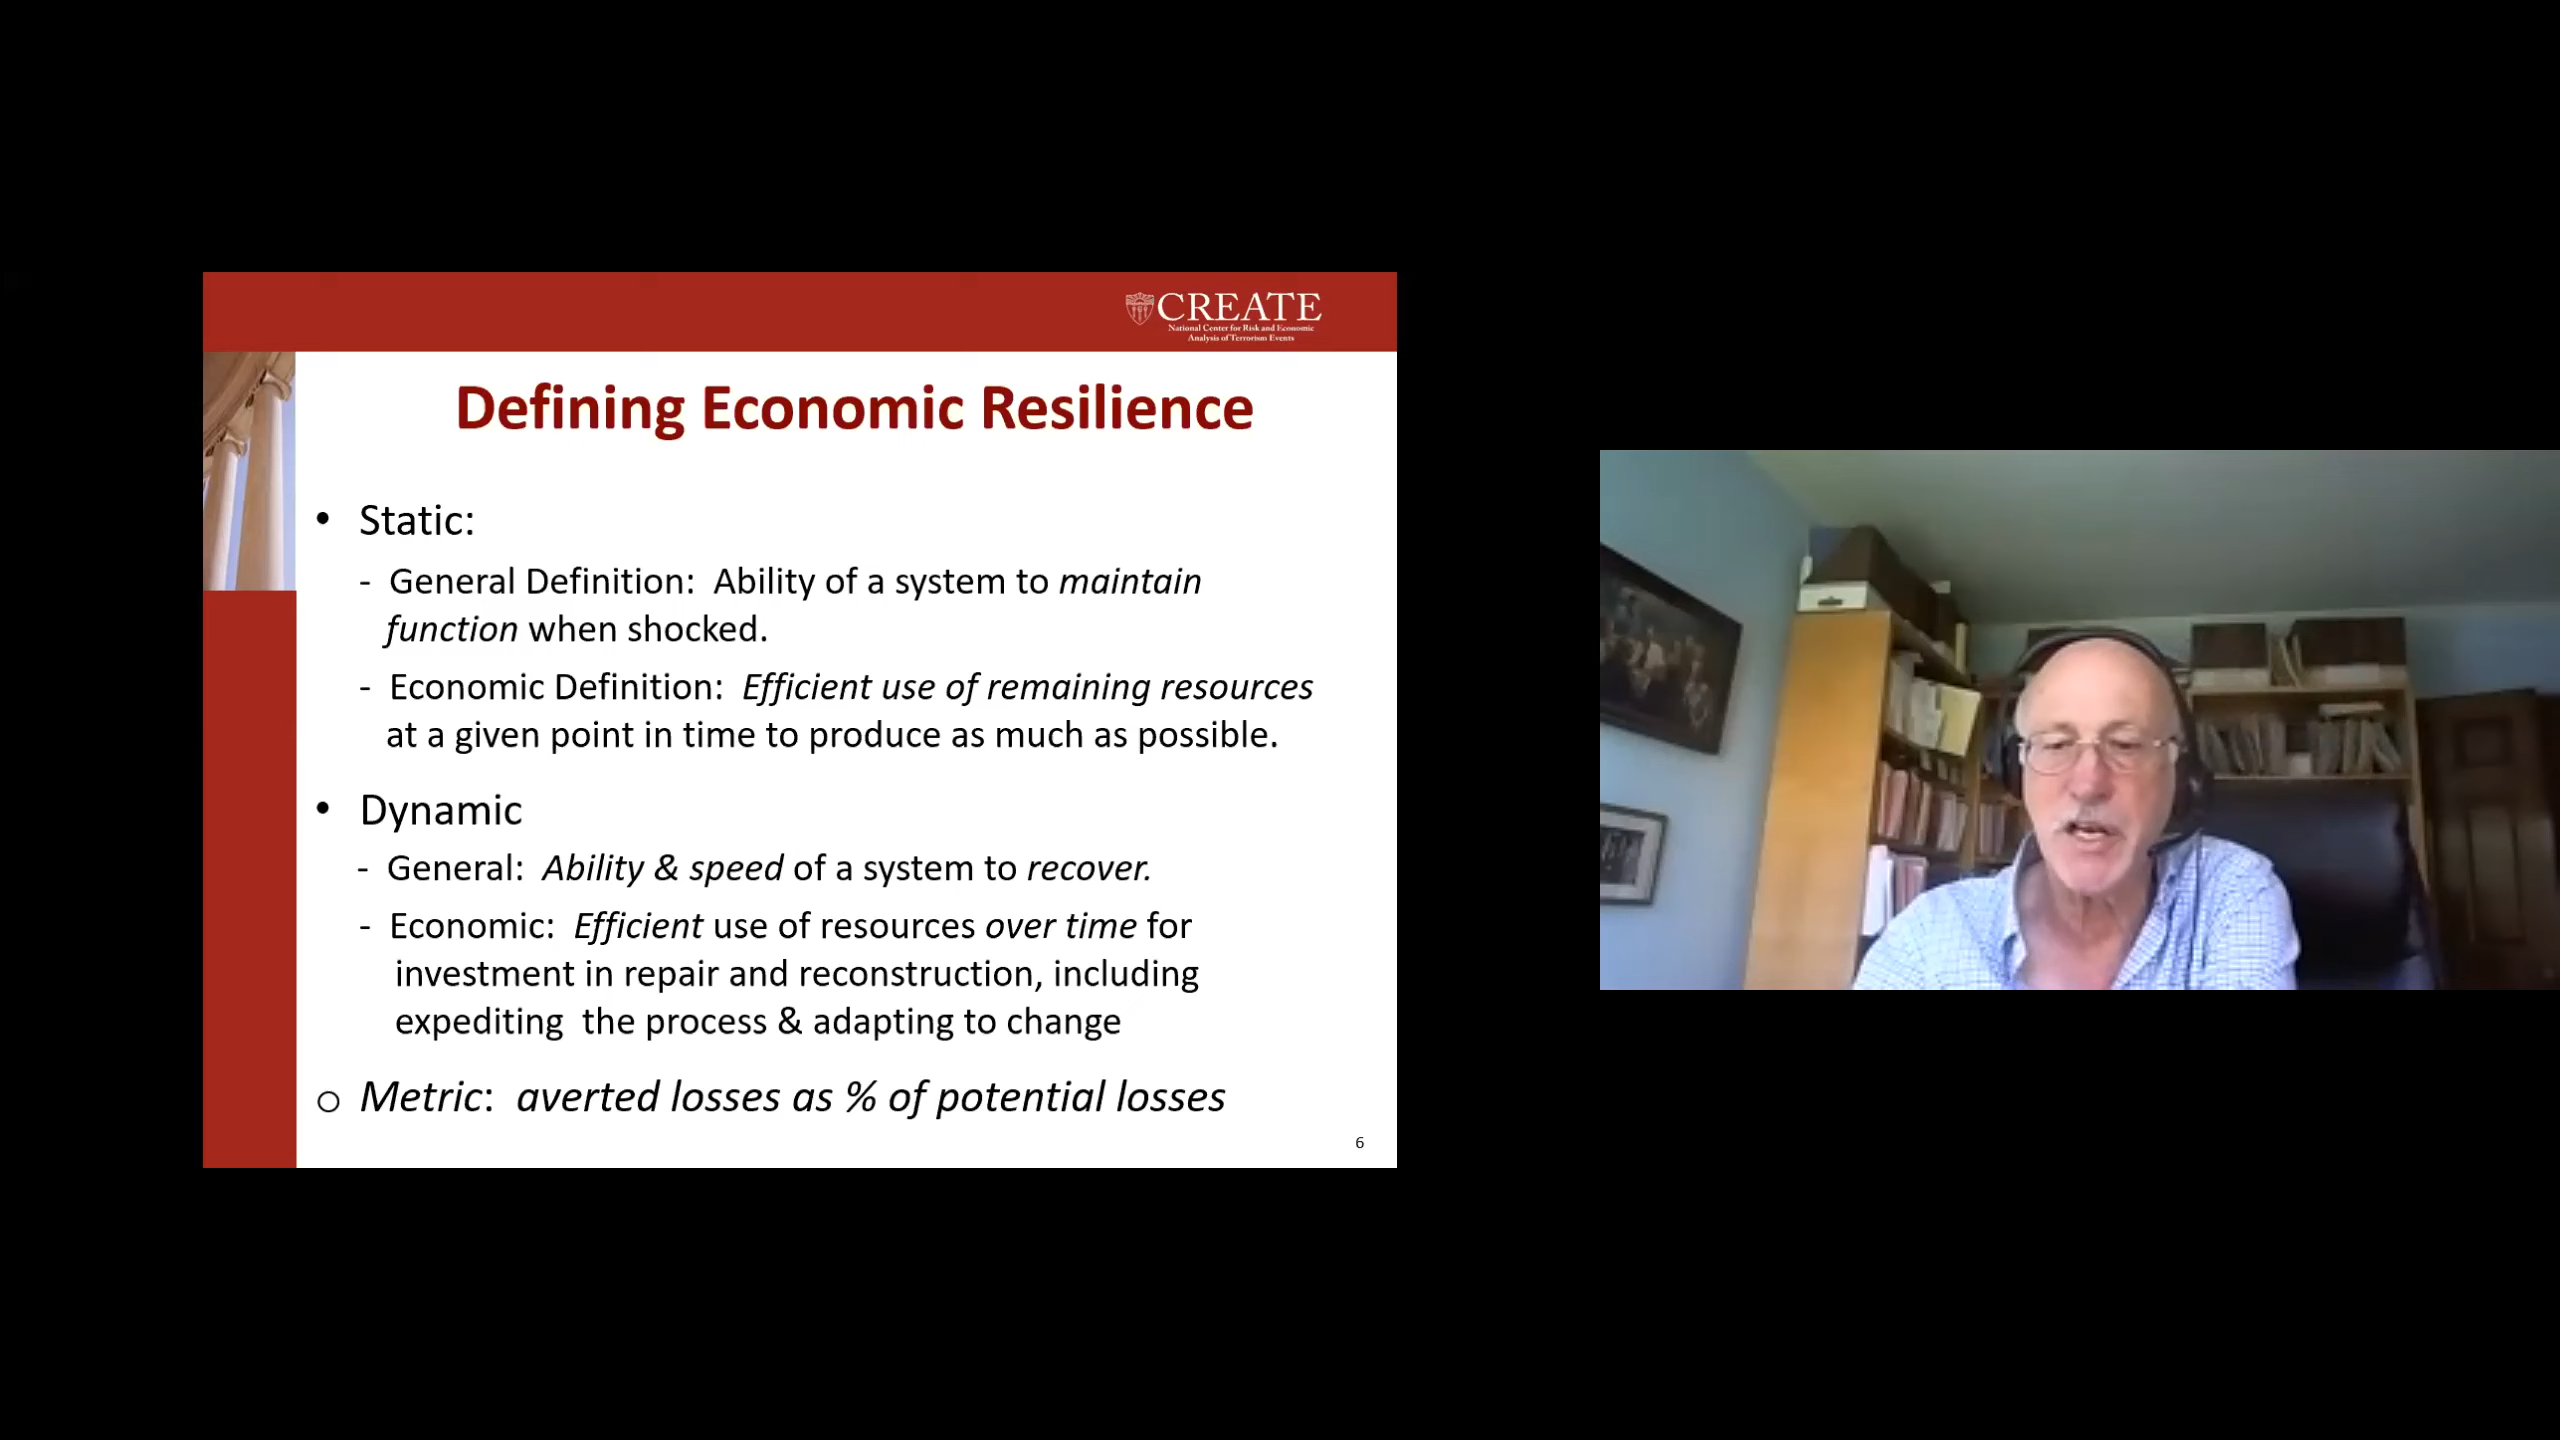 CREATE
National Center for Risk and Economic
Analysis of Terrorism Events
Defining Economic Resilience
• Static:
- General Definition: Ability of a system to maintain
function when shocked.
- Economic Definition: Efficient use of remaining resources
at a given point in time to produce as much as possible.
• Dynamic
- General: Ability & speed of a system to recover.
- Economic: Efficient use of resources over time for
investment in repair and reconstruction, including
expediting the process & adapting to change
o Metric: averted losses as % of potential losses
6